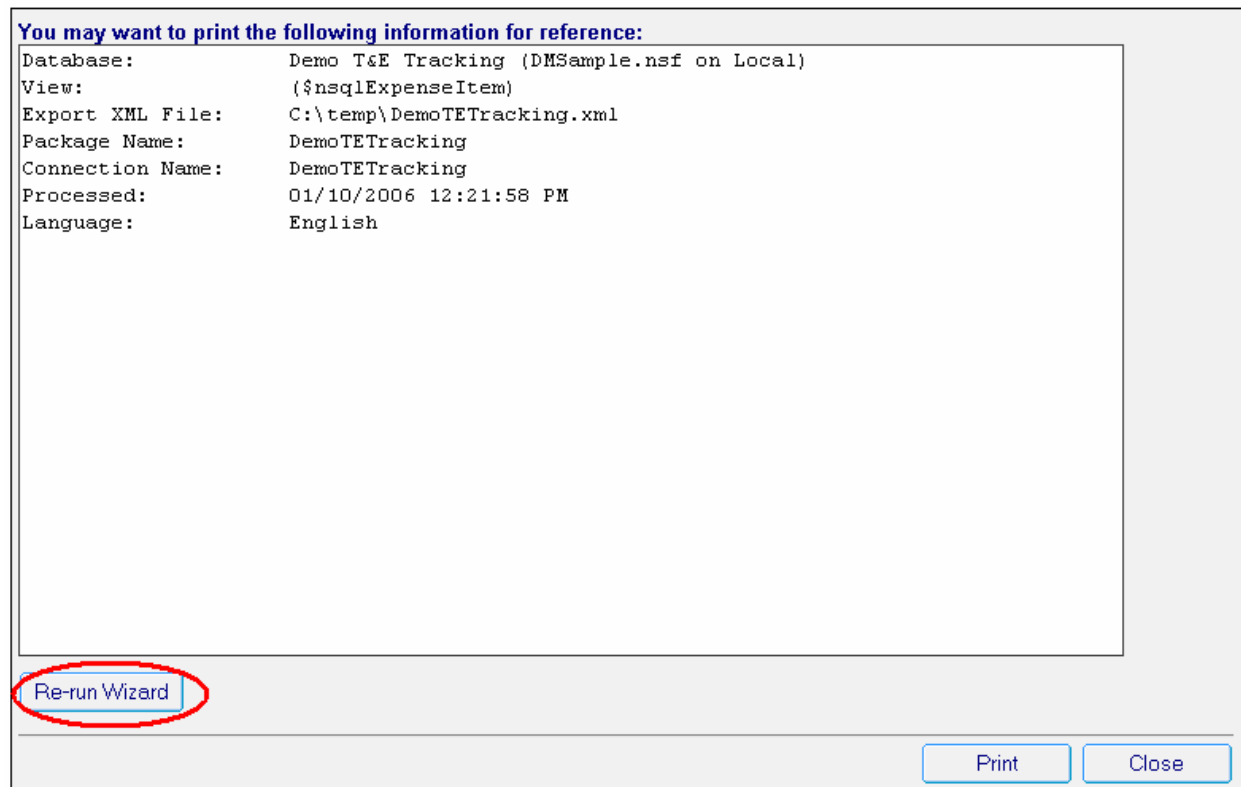 You may want to print the following information for reference:
Database: Demo T&E Tracking (DMSample.nsf on Local)
View: ($nsqlExpenseItem)
Export XML File: C:\temp\DemoTETracking.xml
Package Name: DemoTETracking
Connection Name: DemoTETracking
Processed: 01/10/2006 12:21:58 PM
Language: English
Re-run Wizard
Print Close